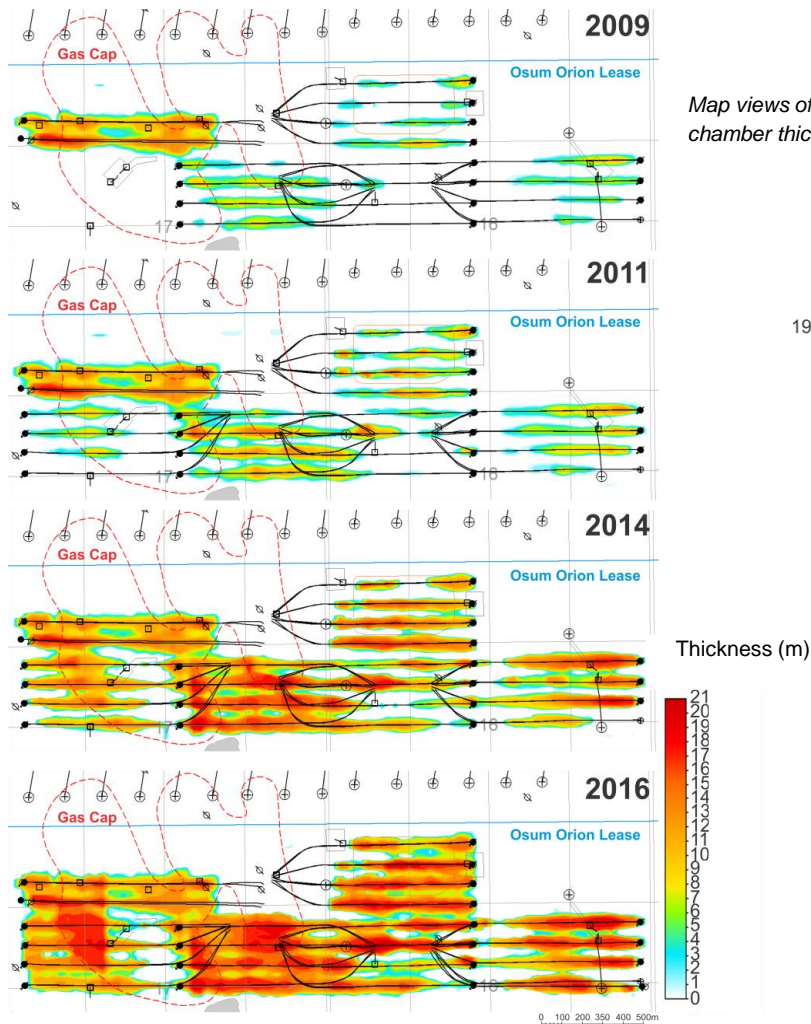 2009
Gas Cap
Osum Orion Lease
Map views of
chamber thic
17
16
2011
Gas Cap
Osum Orion Lease
19
17
16
2014
Gas Cap
Osum Orion Lease
Thickness (m)
17
16
21
20
19
18
17
16
15
14
13
12
11
10
9
8
7
6
5
4
3
2
1
0
2016
Gas Cap
Osum Orion Lease
0 100 200 350 400 500m